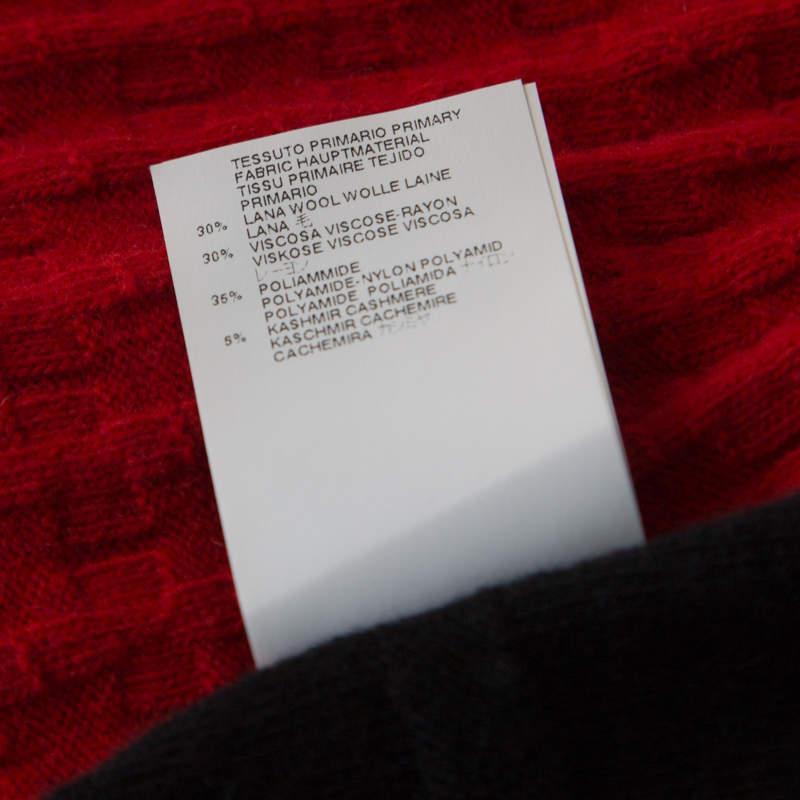 TESSUTO PRIMARIO PRIMARY
FABRIC HAUPTMATERIAL
TISSU PRIMAIRE TEJIDO
PRIMARIO
30% LANA WOOL WOLLE LAINE
LANA 毛
30% VISCOSA VISCOSE-RAYON
VISKOSE VISCOSE VISCOSA
レーヨン
35% POLIAMMIDE
POLYAMIDE-NYLON POLYAMID
POLYAMIDE POLIAMIDA ナイロン
5% KASHMIR CASHMERE
KASCHMIR CACHEMIRE
CACHEMIRA カシミヤ